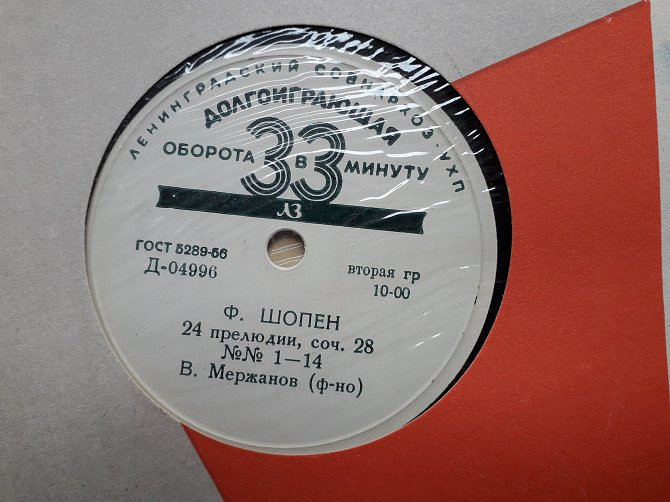 ЛЕНИНГРАДСКИЙ СОВНАРХОЗ-УХП
ДОЛГОИГРАЮЩАЯ
ОБОРОТА 33 В МИНУТУ
ЛЗ
ГОСТ 5289-56
Д-04996
вторая гр
10-00
Ф. ШОПЕН
24 прелюдии, соч. 28
№№ 1—14
В. Мержанов (ф-но)